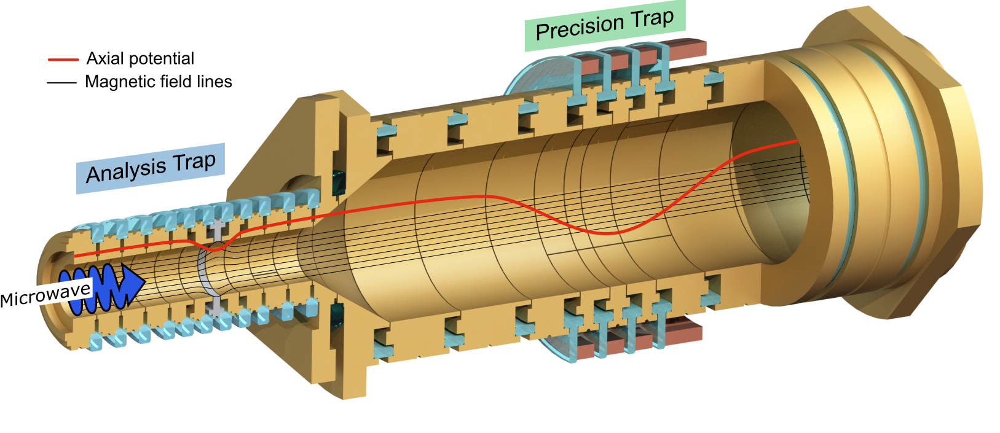 Precision Trap
Axial potential
Magnetic field lines
Analysis Trap
Microwave